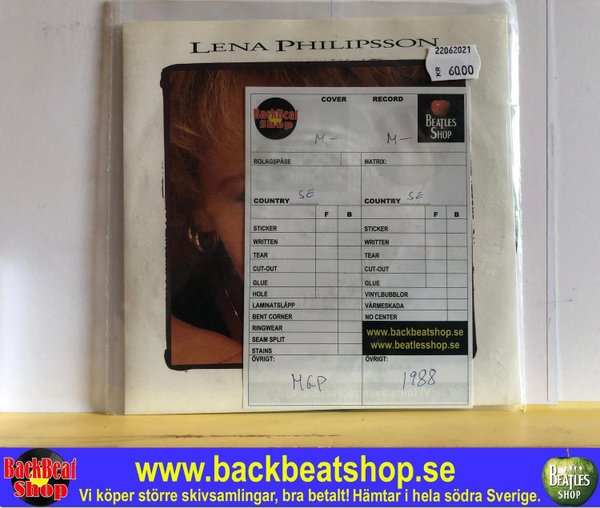 LENA PHILIPSSON
22062021
KR 60.00
BackBeat
Shop
COVER RECORD
BEATLES
SHOP
M- M-
BOLAGSPÅSE MATRIX:
COUNTRY SE COUNTRY SE
F B F B
STICKER STICKER
WRITTEN WRITTEN
TEAR TEAR
CUT-OUT CUT-OUT
GLUE GLUE
HOLE VINYLBUBBLOR
LAMINATSLÄPP VÄRMESKADA
BENT CORNER NO CENTER
RINGWEAR
SEAM SPLIT
STAINS
www.backbeatshop.se
www.beatlesshop.se
ÖVRIGT: ÖVRIGT:
MGP 1988
BackBeat
Shop
www.backbeatshop.se
Vi köper större skivsamlingar, bra betalt! Hämtar i hela södra Sverige.
BEATLES
SHOP